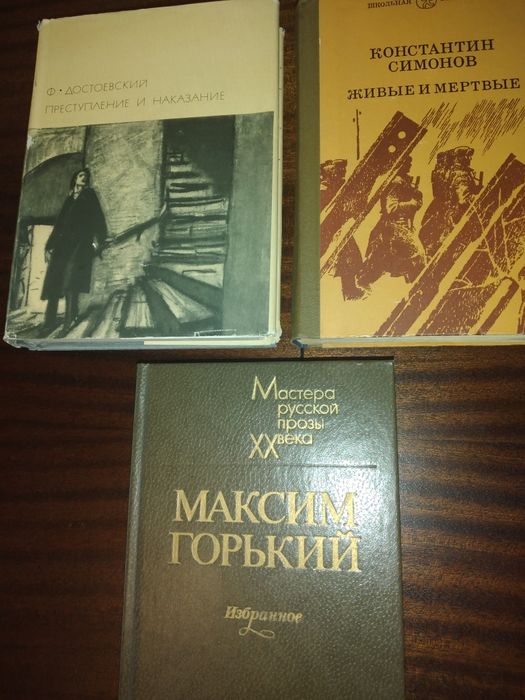 Ф • ДОСТОЕВСКИЙ
ПРЕСТУПЛЕНИЕ И НАКАЗАНИЕ
ШКОЛЬНАЯ
КОНСТАНТИН
СИМОНОВ
ЖИВЫЕ И МЕРТВЫЕ
Мастера
русской
прозы
XX века
МАКСИМ
ГОРЬКИЙ
Избранное